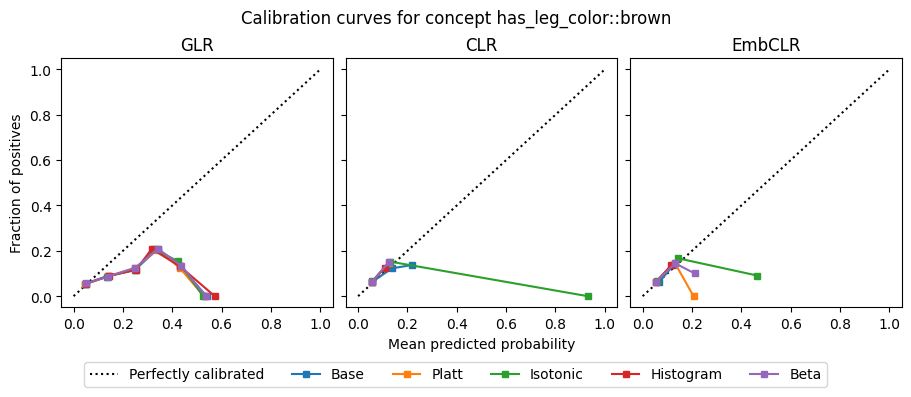 Calibration curves for concept has_leg_color::brown
GLR
CLR
EmbCLR
Fraction of positives
1.0
0.8
0.6
0.4
0.2
0.0
0.0 0.2 0.4 0.6 0.8 1.0
0.0 0.2 0.4 0.6 0.8 1.0
0.0 0.2 0.4 0.6 0.8 1.0
Mean predicted probability
Perfectly calibrated Base Platt Isotonic Histogram Beta